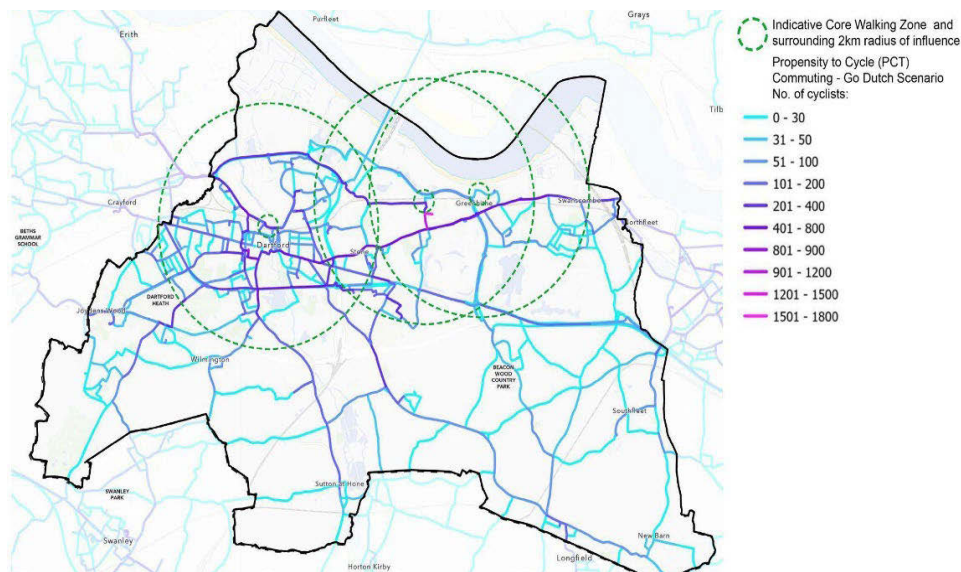 Purfleet
Grays
Erith
Tilb
Crayford
BETHS
GRAMMAR
SCHOOL
Dartford
Stone
Greenhithe
Swanscombe
Northfleet
DARTFORD
HEATH
Joydens Wood
Wilmington
BEACON
WOOD
COUNTRY
PARK
Southfleet
SWANLEY
PARK
Sutton at Hone
Swanley
Horton Kirby
Longfield
New Barn
Indicative Core Walking Zone and
surrounding 2km radius of influence
Propensity to Cycle (PCT)
Commuting - Go Dutch Scenario
No. of cyclists:
0 - 30
31 - 50
51 - 100
101 - 200
201 - 400
401 - 800
801 - 900
901 - 1200
1201 - 1500
1501 - 1800